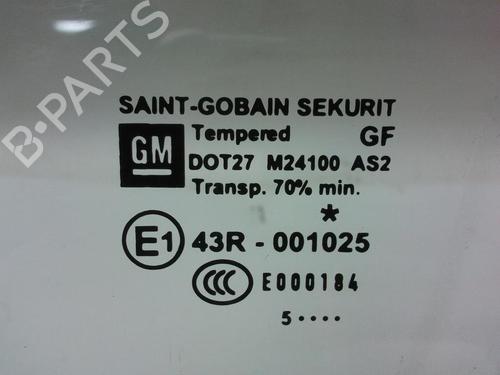 B-PARTS
SAINT-GOBAIN SEKURIT
GM Tempered GF
DOT27 M24100 AS2
Transp. 70% min.
*
E1 43R - 001025
CCC E000184
5 ····